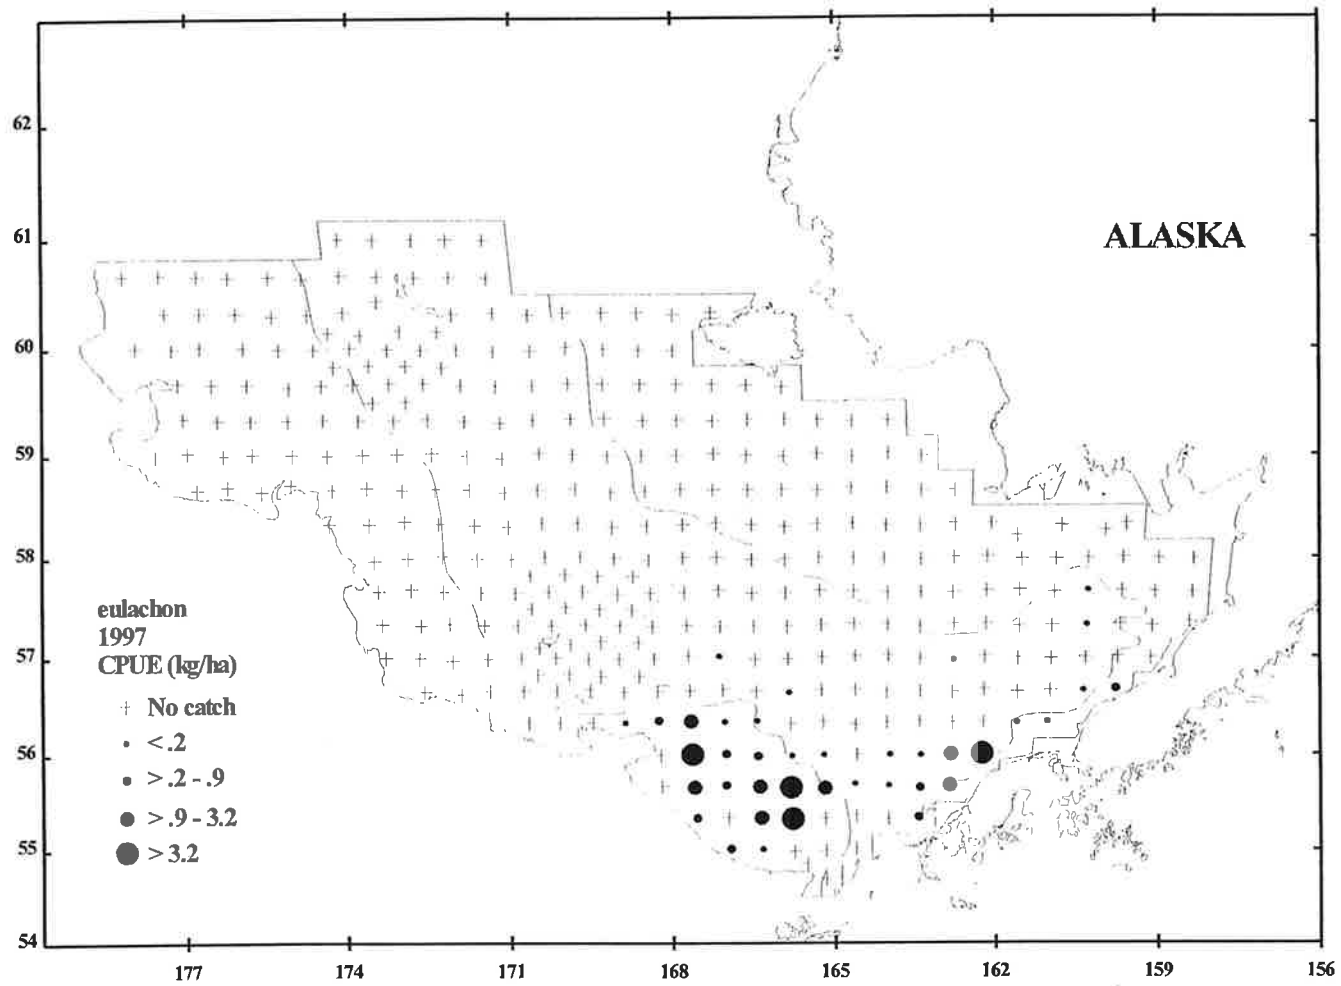 62
61
ALASKA
60
59
58
eulachon
1997
CPUE (kg/ha)
57
+ No catch
< .2
56
> .2 - .9
> .9 - 3.2
> 3.2
55
54
177 174 171 168 165 162 159 156